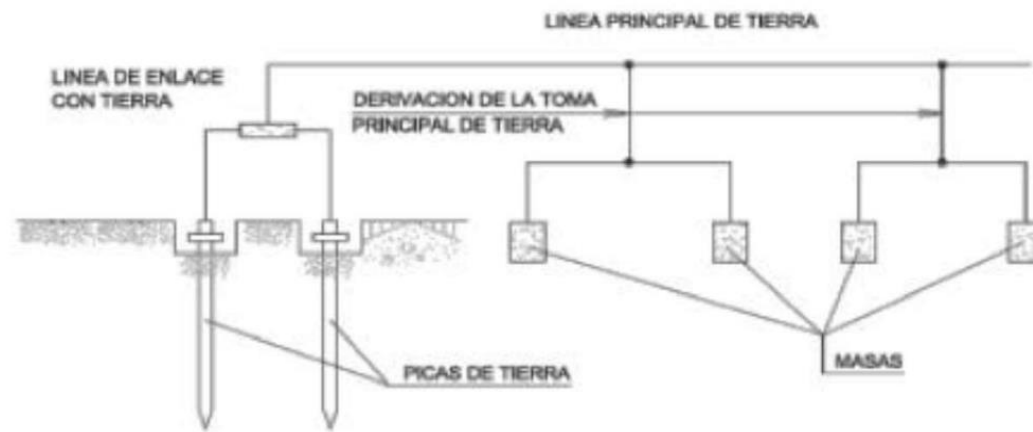 LINEA PRINCIPAL DE TIERRA
LINEA DE ENLACE
CON TIERRA
DERIVACION DE LA TOMA
PRINCIPAL DE TIERRA
PICAS DE TIERRA
MASAS